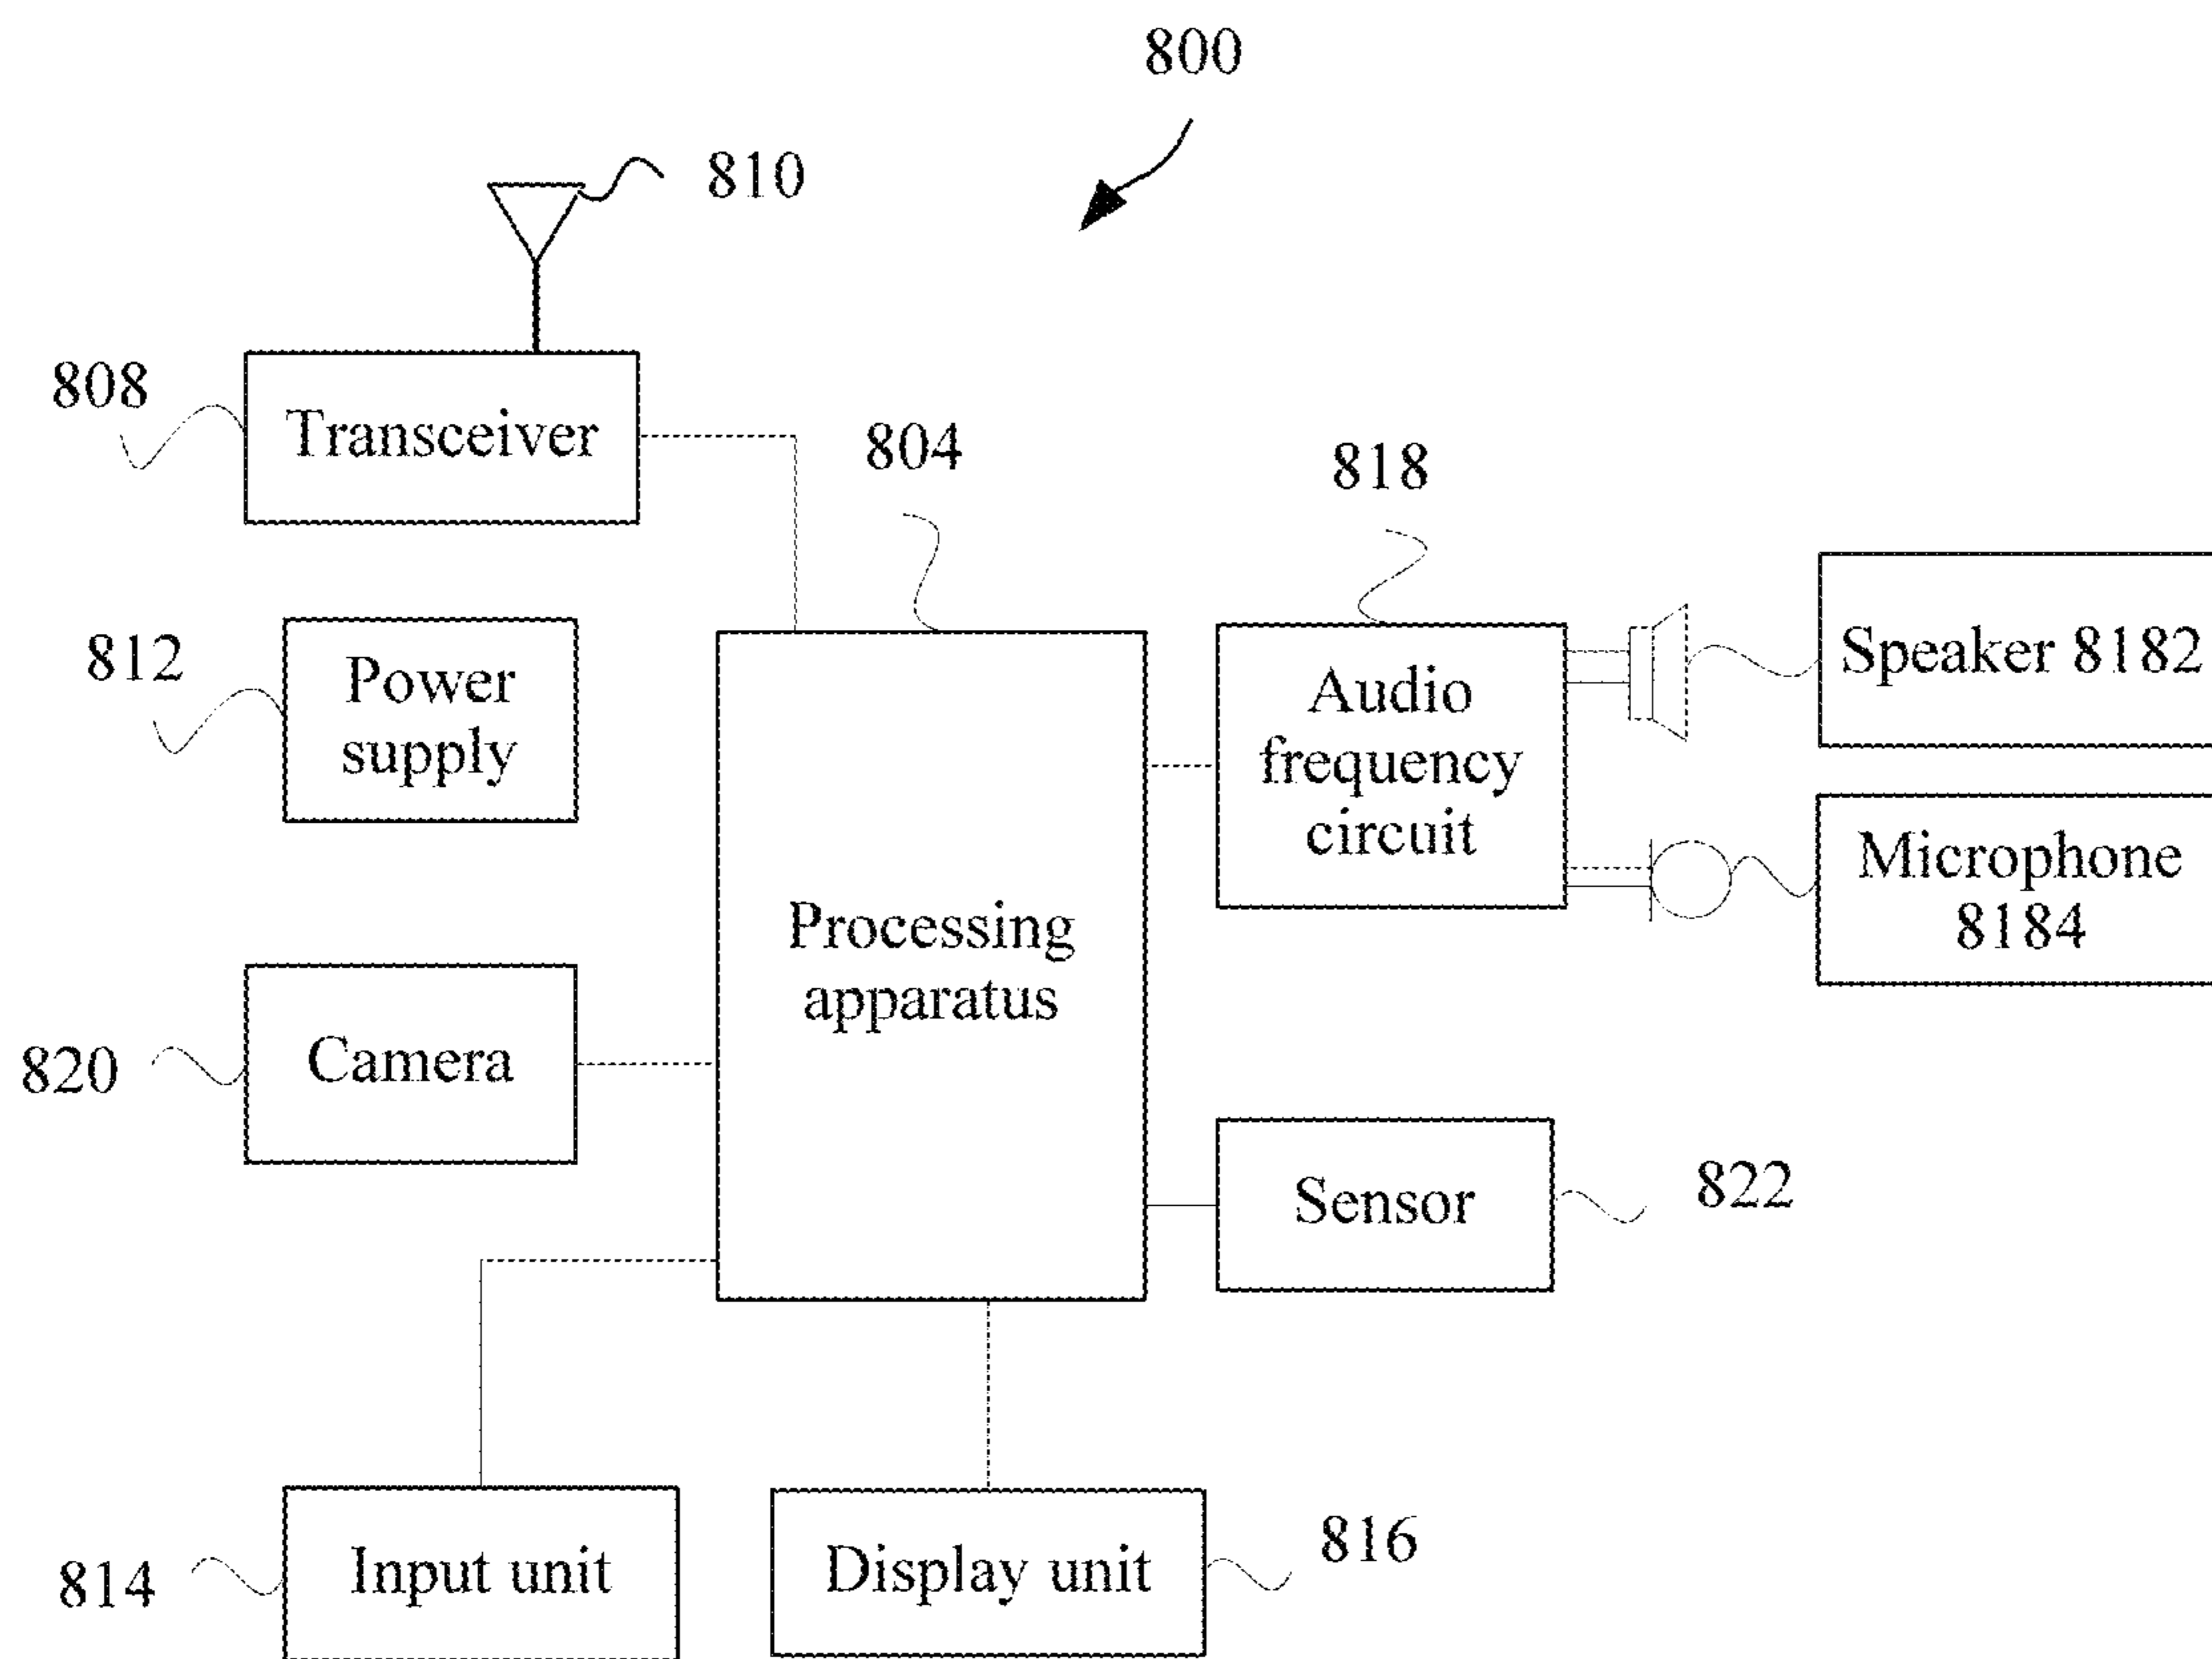 800
810
808
Transceiver
804
818
812
Power
supply
Audio
frequency
circuit
Speaker 8182
Microphone
8184
Processing
apparatus
820
Camera
Sensor
822
814
Input unit
Display unit
816